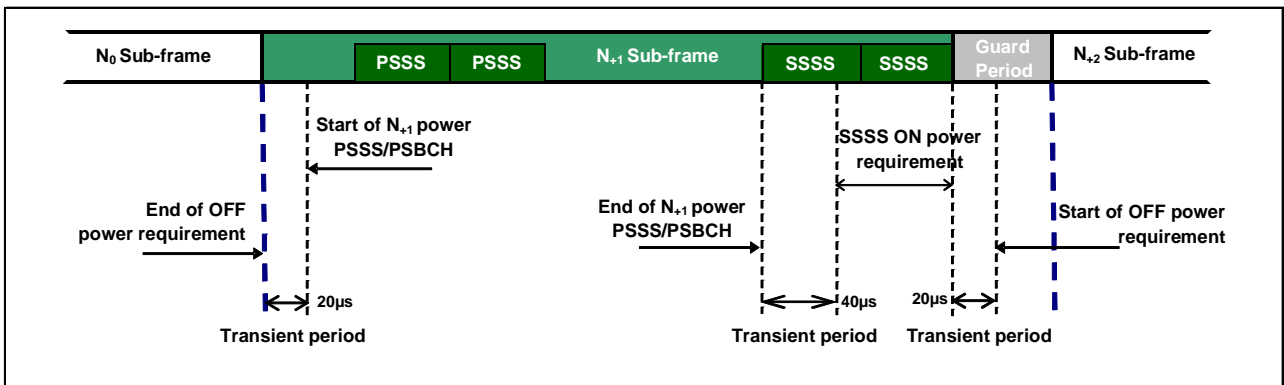 N₀ Sub-frame
PSSS
PSSS
N₊₁ Sub-frame
SSSS
SSSS
Guard
Period
N₊₂ Sub-frame
Start of N₊₁ power
PSSS/PSBCH
SSSS ON power
requirement
End of OFF
power requirement
End of N₊₁ power
PSSS/PSBCH
Start of OFF power
requirement
20µs
40µs
20µs
Transient period
Transient period
Transient period